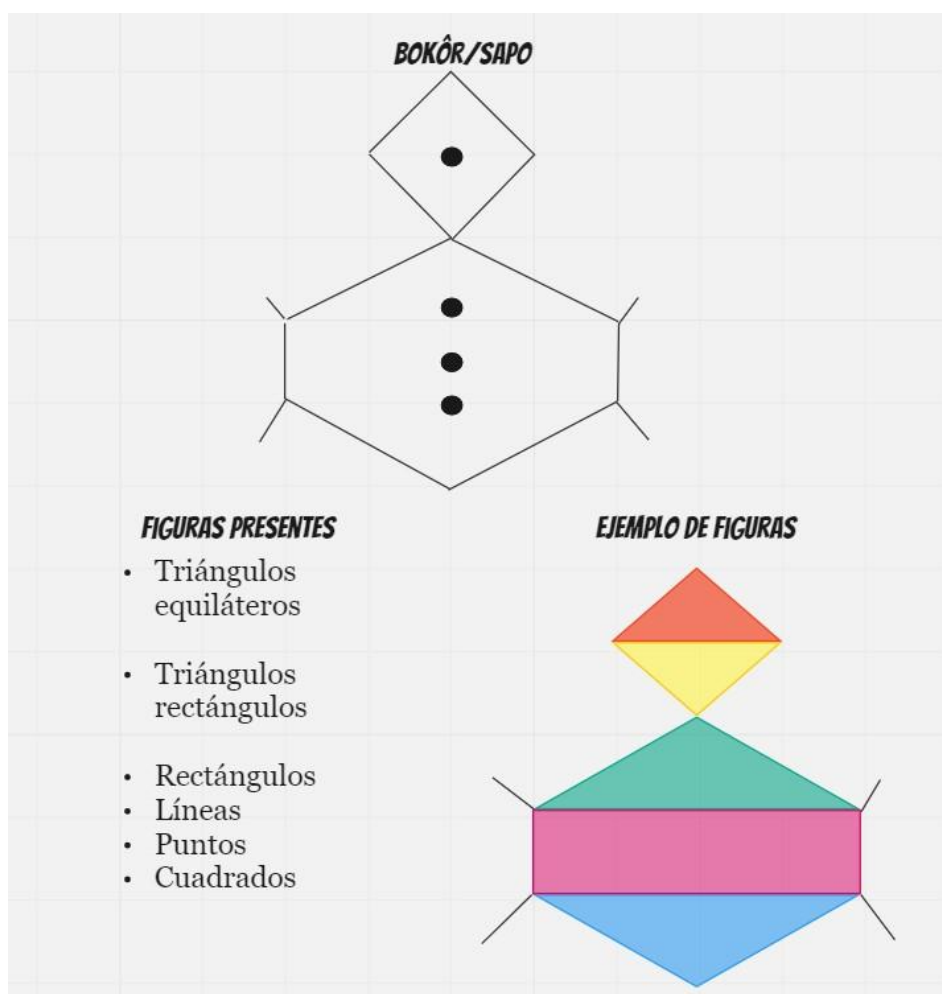 BOKÔR/SAPO
FIGURAS PRESENTES
• Triángulos
equiláteros
• Triángulos
rectángulos
• Rectángulos
• Líneas
• Puntos
• Cuadrados
EJEMPLO DE FIGURAS